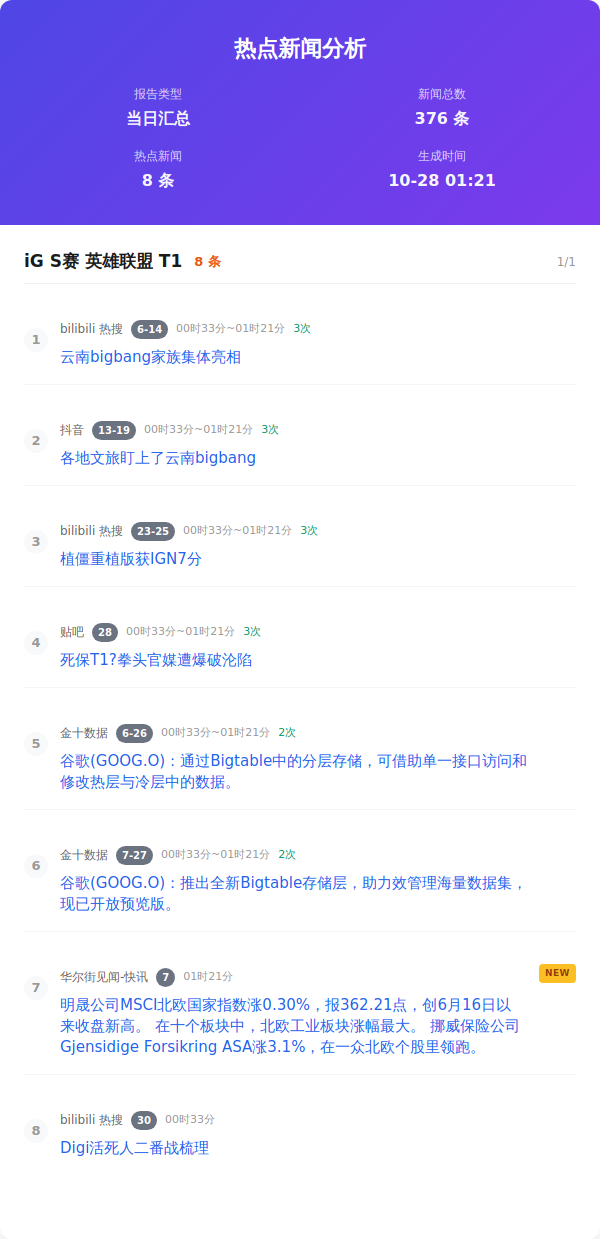 热点新闻分析
报告类型
新闻总数
当日汇总
376 条
热点新闻
生成时间
8 条
10-28 01:21
iG S赛 英雄联盟 T1 8 条 1/1
1 bilibili 热搜 6-14 00时33分~01时21分 3次
云南bigbang家族集体亮相
2 抖音 13-19 00时33分~01时21分 3次
各地文旅盯上了云南bigbang
3 bilibili 热搜 23-25 00时33分~01时21分 3次
植僵重植版获IGN7分
4 贴吧 28 00时33分~01时21分 3次
死保T1?拳头官媒遭爆破沦陷
5 金十数据 6-26 00时33分~01时21分 2次
谷歌(GOOG.O)：通过Bigtable中的分层存储，可借助单一接口访问和
修改热层与冷层中的数据。
6 金十数据 7-27 00时33分~01时21分 2次
谷歌(GOOG.O)：推出全新Bigtable存储层，助力效管理海量数据集，
现已开放预览版。
7 华尔街见闻-快讯 7 01时21分 NEW
明晟公司MSCI北欧国家指数涨0.30%，报362.21点，创6月16日以
来收盘新高。 在十个板块中，北欧工业板块涨幅最大。 挪威保险公司
Gjensidige Forsikring ASA涨3.1%，在一众北欧个股里领跑。
8 bilibili 热搜 30 00时33分
Digi活死人二番战梳理